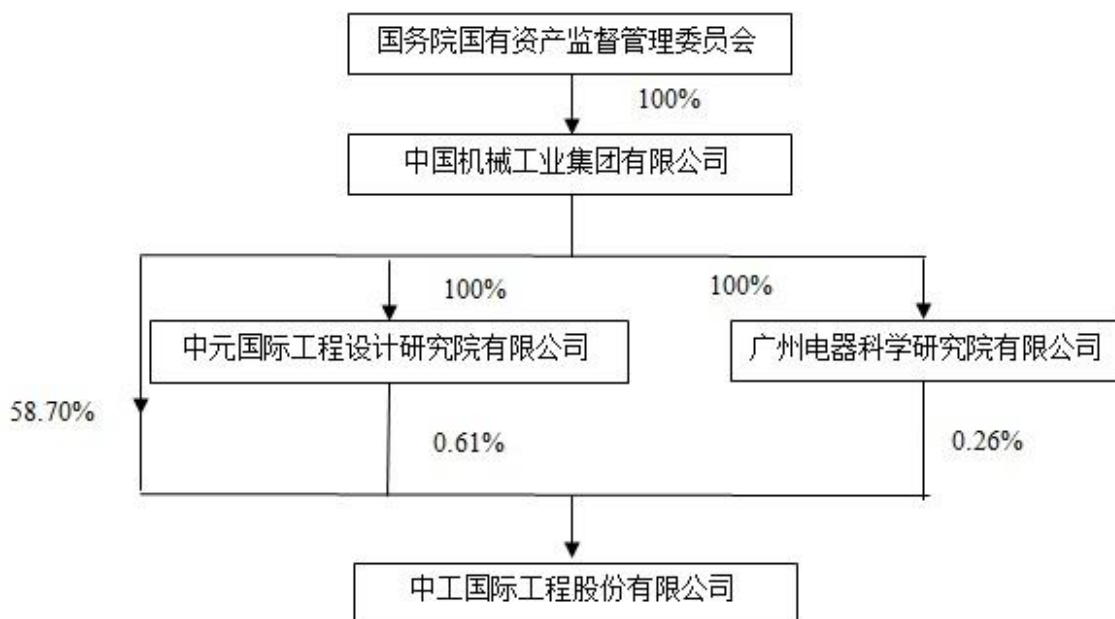 国务院国有资产监督管理委员会
100%
中国机械工业集团有限公司
100%
100%
中元国际工程设计研究院有限公司
广州电器科学研究院有限公司
58.70%
0.61%
0.26%
中工国际工程股份有限公司